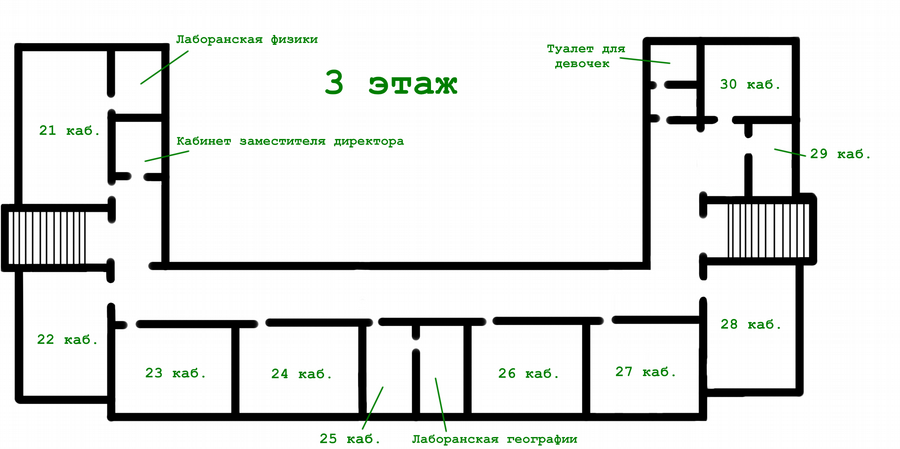 Лаборанская физики
Туалет для
девочек
3 этаж
30 каб.
21 каб.
Кабинет заместителя директора
29 каб.
22 каб.
28 каб.
23 каб.
24 каб.
26 каб.
27 каб.
25 каб.
Лаборанская географии